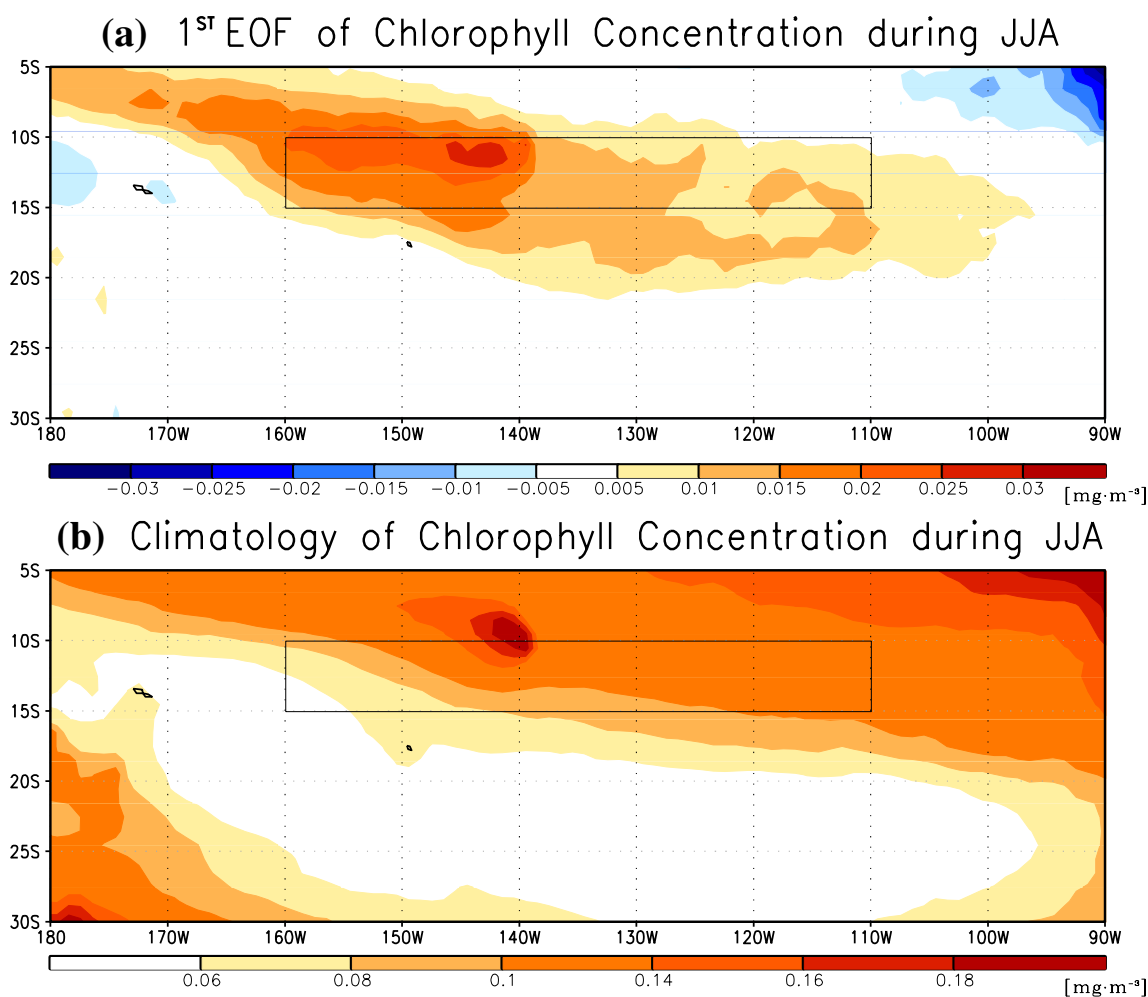 (a) 1ST EOF of Chlorophyll Concentration during JJA
5S
10S
15S
20S
25S
30S
180 170W 160W 150W 140W 130W 120W 110W 100W 90W
−0.03 −0.025 −0.02 −0.015 −0.01 −0.005 0.005 0.01 0.015 0.02 0.025 0.03
[mg·m⁻³]
(b) Climatology of Chlorophyll Concentration during JJA
5S
10S
15S
20S
25S
30S
180 170W 160W 150W 140W 130W 120W 110W 100W 90W
0.06 0.08 0.1 0.14 0.16 0.18
[mg·m⁻³]